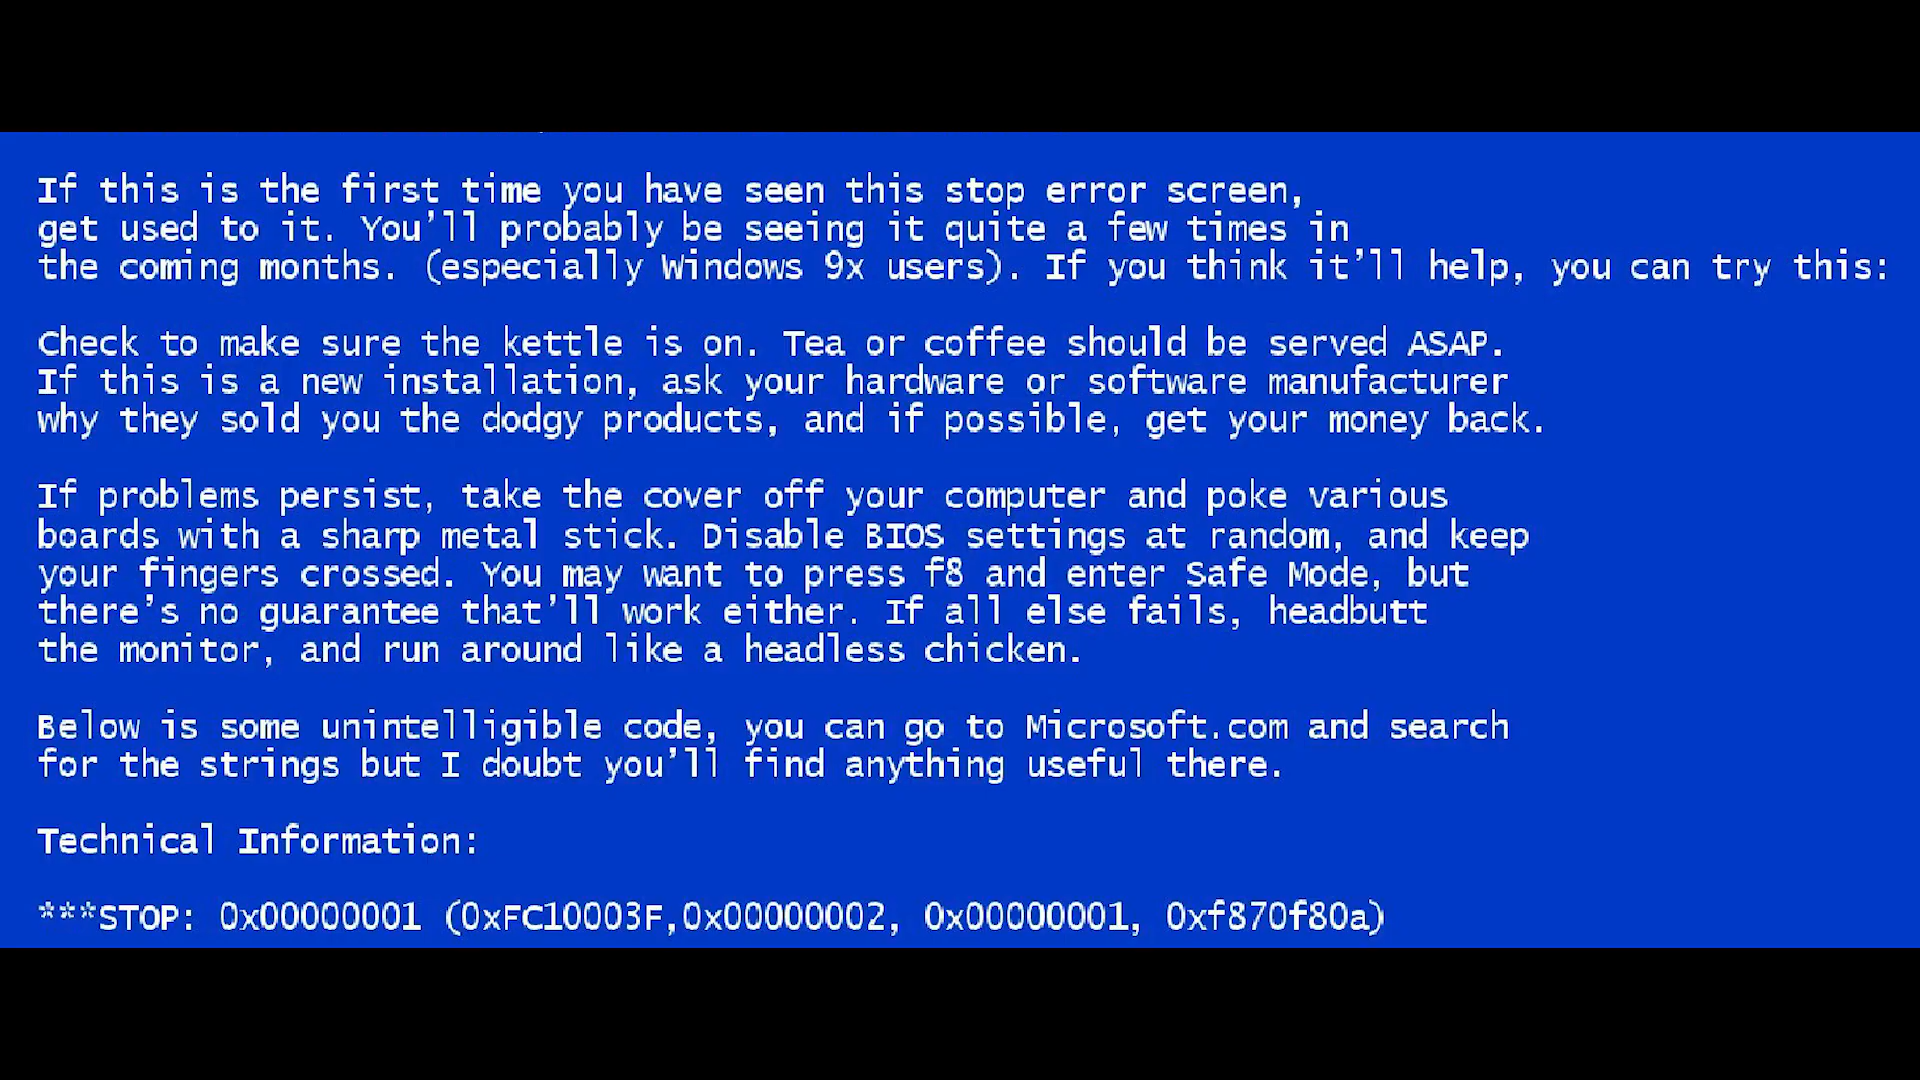 If this is the first time you have seen this stop error screen,
get used to it. You'll probably be seeing it quite a few times in
the coming months. (especially Windows 9x users). If you think it'll help, you can try this:
Check to make sure the kettle is on. Tea or coffee should be served ASAP.
If this is a new installation, ask your hardware or software manufacturer
why they sold you the dodgy products, and if possible, get your money back.
If problems persist, take the cover off your computer and poke various
boards with a sharp metal stick. Disable BIOS settings at random, and keep
your fingers crossed. You may want to press f8 and enter Safe Mode, but
there's no guarantee that'll work either. If all else fails, headbutt
the monitor, and run around like a headless chicken.
Below is some unintelligible code, you can go to Microsoft.com and search
for the strings but I doubt you'll find anything useful there.
Technical Information:
***STOP: 0x00000001 (0xFC10003F,0x00000002, 0x00000001, 0xf870f80a)